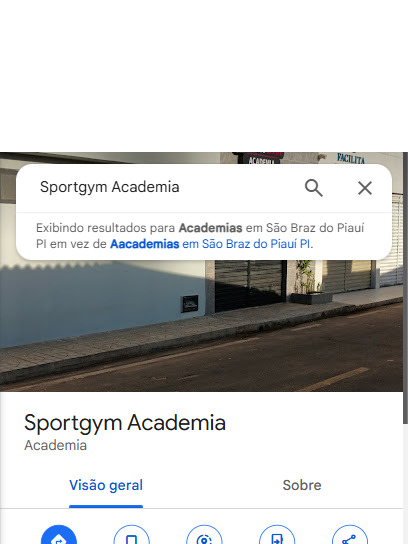 FACILITA
ACADEMIA
Sportgym Academia
Exibindo resultados para Academias em São Braz do Piauí
PI em vez de Aacademias em São Braz do Piauí PI.
Sportgym Academia
Academia
Visão geral
Sobre